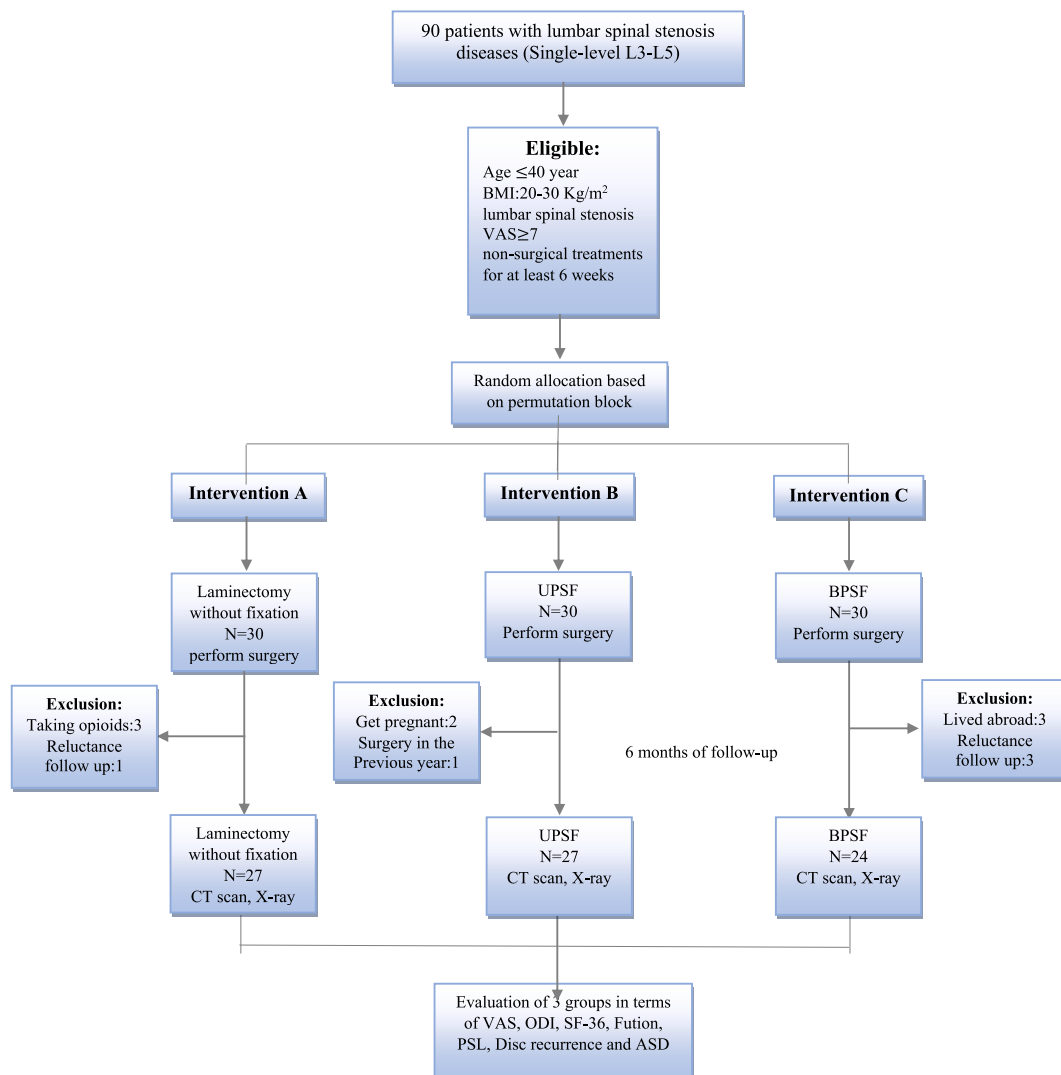 90 patients with lumbar spinal stenosis
diseases (Single-level L3-L5)
Eligible:
Age ≤40 year
BMI:20-30 Kg/m²
lumbar spinal stenosis
VAS≥7
non-surgical treatments
for at least 6 weeks
Random allocation based
on permutation block
Intervention A
Intervention B
Intervention C
Laminectomy
without fixation
N=30
perform surgery
UPSF
N=30
Perform surgery
BPSF
N=30
Perform surgery
Exclusion:
Taking opioids:3
Reluctance
follow up:1
Exclusion:
Get pregnant:2
Surgery in the
Previous year:1
6 months of follow-up
Exclusion:
Lived abroad:3
Reluctance
follow up:3
Laminectomy
without fixation
N=27
CT scan, X-ray
UPSF
N=27
CT scan, X-ray
BPSF
N=24
CT scan, X-ray
Evaluation of 3 groups in terms
of VAS, ODI, SF-36, Fution,
PSL, Disc recurrence and ASD